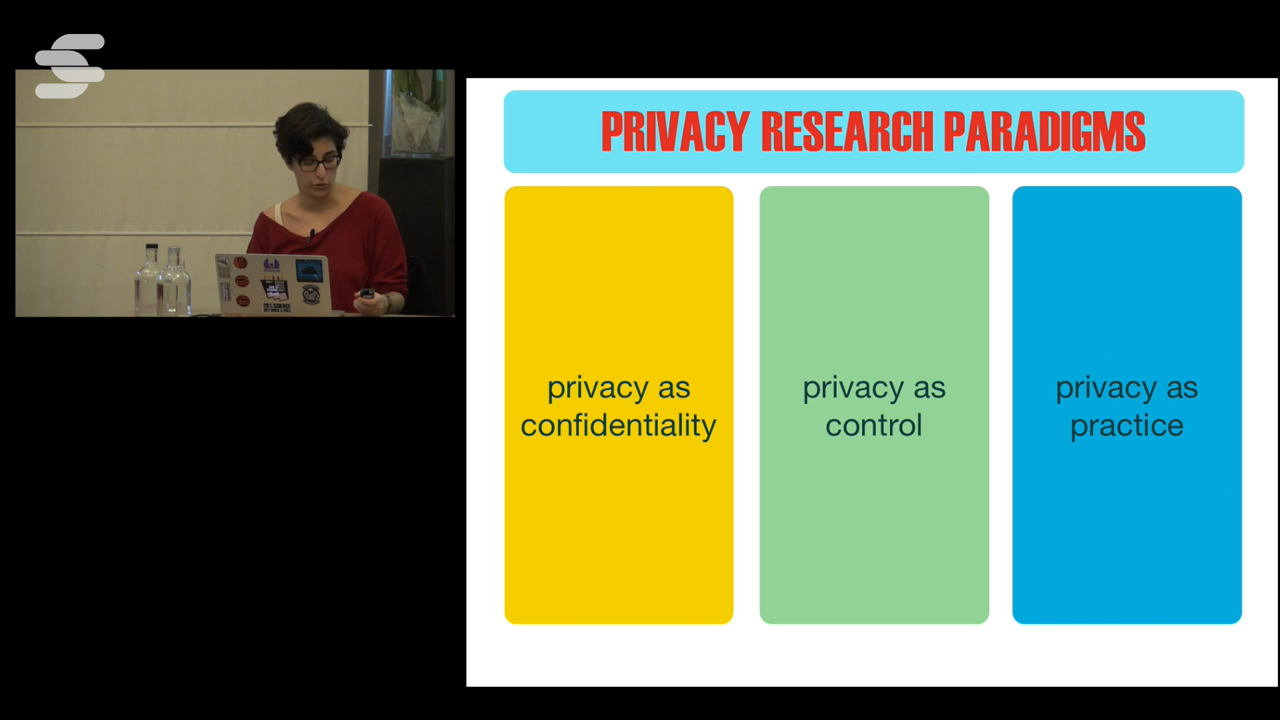 PRIVACY RESEARCH PARADIGMS
privacy as
confidentiality
privacy as
control
privacy as
practice